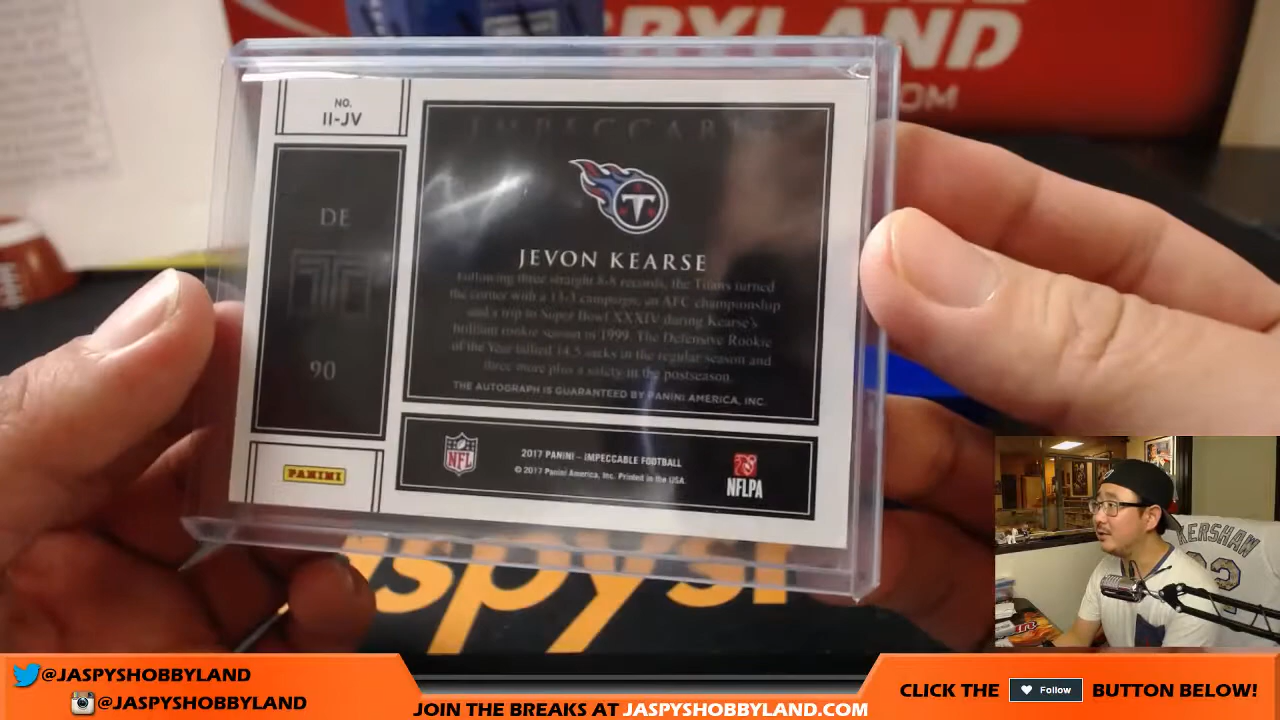 BYLAND
OM
NO.
II-JV
DE
90
IMPECCAB
T
JEVON KEARSE
Following three straight 8-8 records, the Titans turned
the corner with a 13-3 campaign, an AFC championship
and a trip to Super Bowl XXXIV during Kearse's
brilliant rookie season in 1999. The Defensive Rookie
of the Year tallied 14.5 sacks in the regular season and
three more plus a safety in the postseason.
THE AUTOGRAPH IS GUARANTEED BY PANINI AMERICA, INC.
PANINI
NFL
2017 PANINI – IMPECCABLE FOOTBALL
© 2017 Panini America, Inc. Printed in the USA.
NFLPA
jaspysh
KERSHAW
22
@JASPYSHOBBYLAND
@JASPYSHOBBYLAND
JOIN THE BREAKS AT JASPYSHOBBYLAND.COM
CLICK THE Follow BUTTON BELOW!